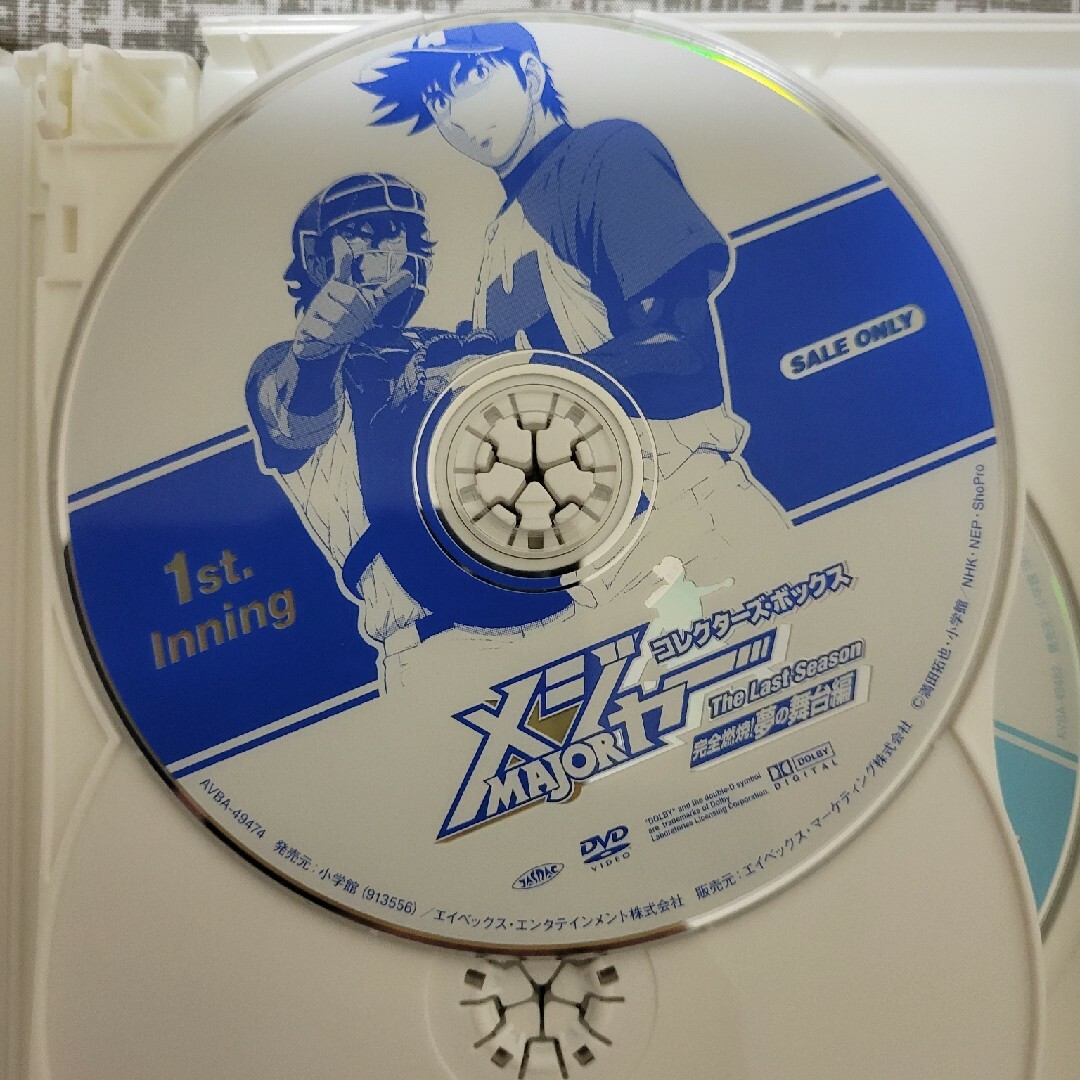 SALE ONLY
1st.
Inning
コレクターズ・ボックス
メジャー
MAJOR
The Last Season
完全燃焼!夢の舞台編
DOLBY
DIGITAL
"DOLBY" and the double-D symbol
are trademarks of Dolby
Laboratories Licensing Corporation.
DVD
VIDEO
JASRAC
©満田拓也・小学館/NHK・NEP・ShoPro
AVBA-49474 発売元:小学館(913556)/エイベックス・エンタテインメント株式会社 販売元:エイベックス・マーケティング株式会社